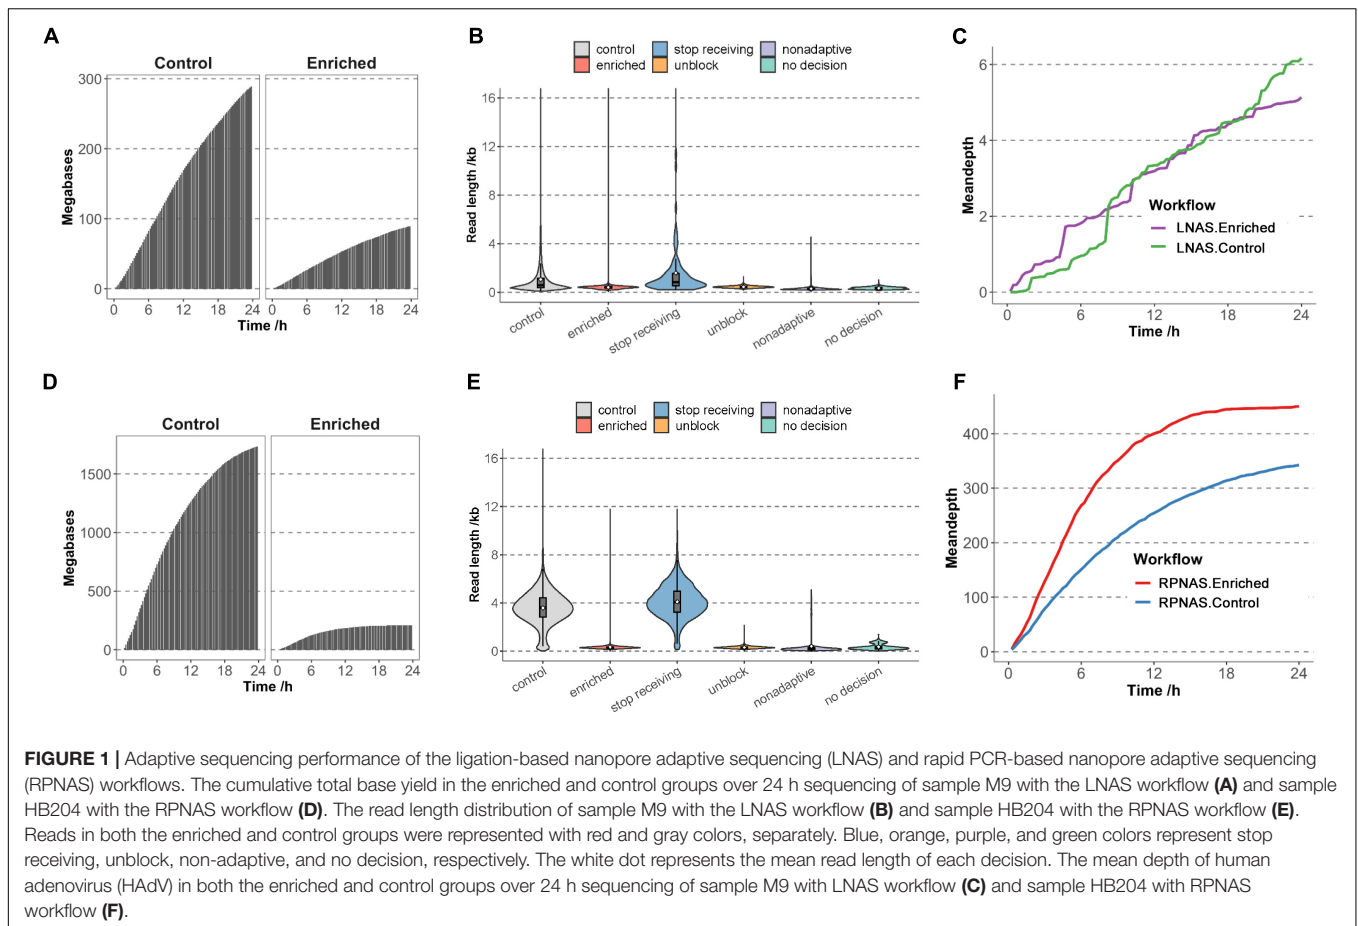 A
Control
Enriched
300
200
100
0
Megabases
0 6 12 18 24 0 6 12 18 24
Time /h
B
control stop receiving nonadaptive
enriched unblock no decision
16
12
8
4
0
Read length /kb
control enriched stop receiving unblock nonadaptive no decision
C
6
4
2
0
Meandepth
Workflow
LNAS.Enriched
LNAS.Control
0 6 12 18 24
Time /h
D
Control
Enriched
1500
1000
500
0
Megabases
0 6 12 18 24 0 6 12 18 24
Time /h
E
control stop receiving nonadaptive
enriched unblock no decision
16
12
8
4
0
Read length /kb
control enriched stop receiving unblock nonadaptive no decision
F
400
300
200
100
0
Meandepth
Workflow
RPNAS.Enriched
RPNAS.Control
0 6 12 18 24
Time /h
FIGURE 1 | Adaptive sequencing performance of the ligation-based nanopore adaptive sequencing (LNAS) and rapid PCR-based nanopore adaptive sequencing
(RPNAS) workflows. The cumulative total base yield in the enriched and control groups over 24 h sequencing of sample M9 with the LNAS workflow (A) and sample
HB204 with the RPNAS workflow (D). The read length distribution of sample M9 with the LNAS workflow (B) and sample HB204 with the RPNAS workflow (E).
Reads in both the enriched and control groups were represented with red and gray colors, separately. Blue, orange, purple, and green colors represent stop
receiving, unblock, non-adaptive, and no decision, respectively. The white dot represents the mean read length of each decision. The mean depth of human
adenovirus (HAdV) in both the enriched and control groups over 24 h sequencing of sample M9 with LNAS workflow (C) and sample HB204 with RPNAS
workflow (F).